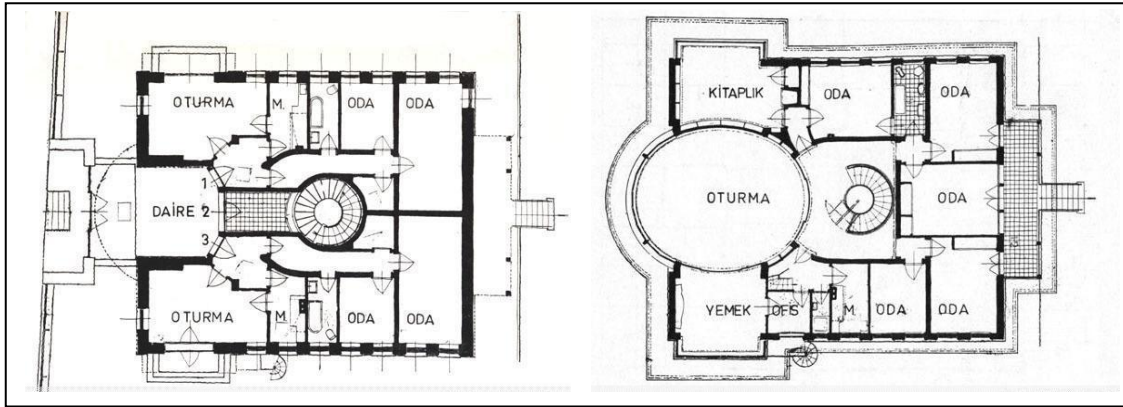 OTURMA
M.
ODA
ODA
1
DAİRE 2
3
OTURMA
M.
ODA
ODA
KİTAPLIK
ODA
ODA
OTURMA
ODA
YEMEK
OFİS
M.
ODA
ODA